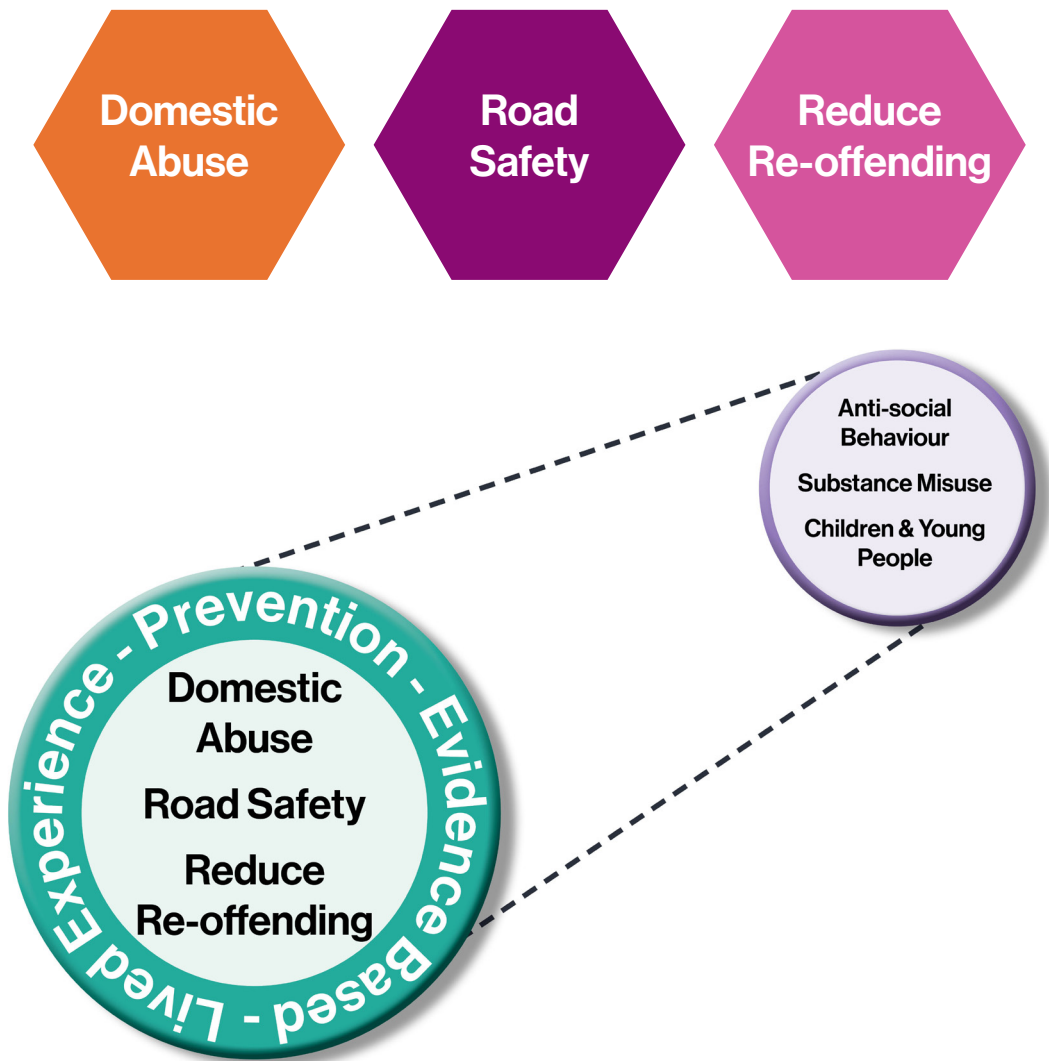 Domestic
Abuse
Road
Safety
Reduce
Re-offending
Anti-social
Behaviour
Substance Misuse
Children & Young
People
Lived Experience - Prevention - Evidence Based -
Domestic
Abuse
Road Safety
Reduce
Re-offending